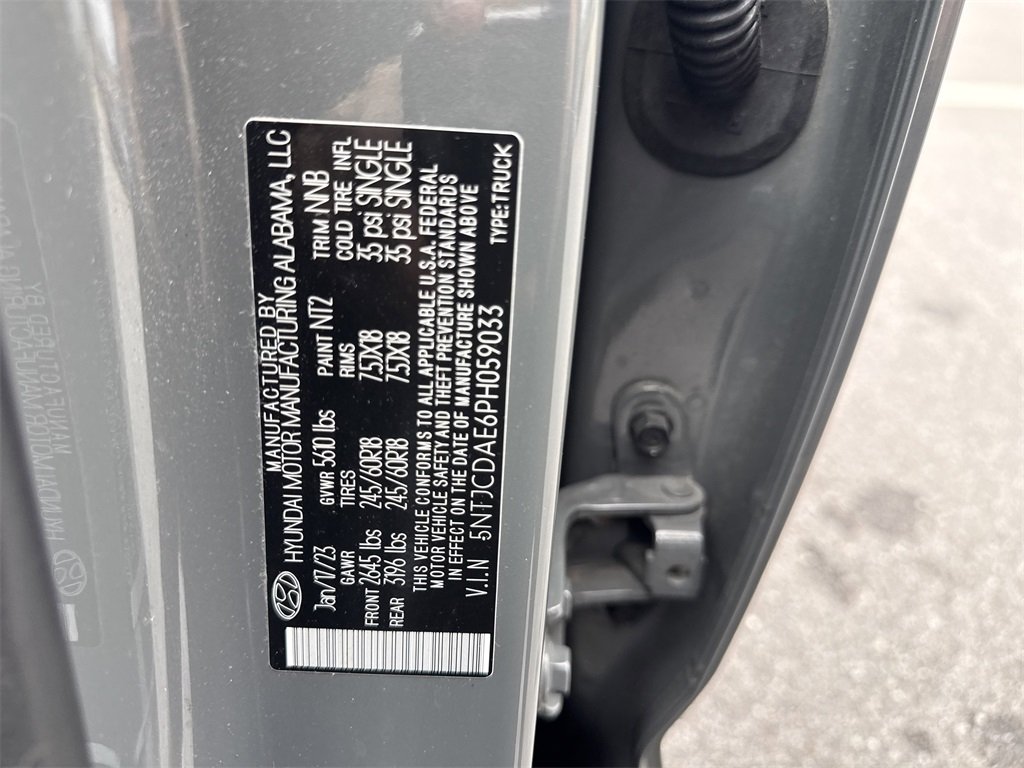 MANUFACTURED BY
HYUNDAI MOTOR MANUFACTURING ALABAMA, LLC
Jan/17/23 GVWR 5610 lbs PAINT NT2 TRIM NNB
GAWR TIRES RIMS COLD TIRE INFL
FRONT 2645 lbs 245/60R18 7.5JX18 35 psi SINGLE
REAR 3196 lbs 245/60R18 7.5JX18 35 psi SINGLE
THIS VEHICLE CONFORMS TO ALL APPLICABLE U.S.A. FEDERAL
MOTOR VEHICLE SAFETY AND THEFT PREVENTION STANDARDS
IN EFFECT ON THE DATE OF MANUFACTURE SHOWN ABOVE
V.I.N 5NTJCDAE6PH059033 TYPE:TRUCK